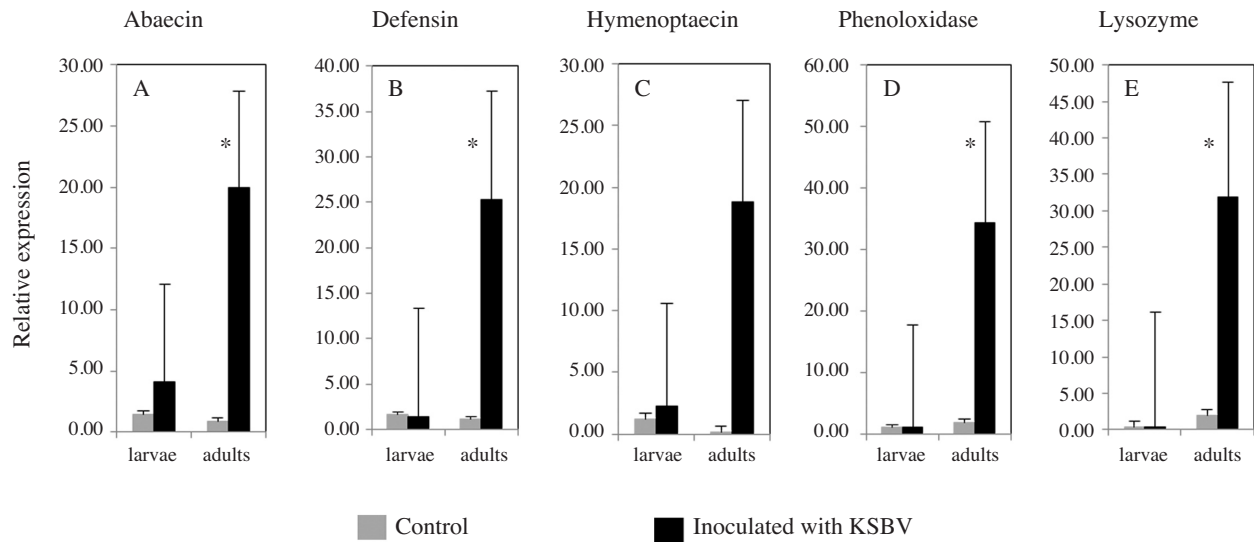 Abaecin
Defensin
Hymenoptaecin
Phenoloxidase
Lysozyme
Relative expression
30.00
25.00
20.00
15.00
10.00
5.00
0.00
A
*
larvae
adults
40.00
35.00
30.00
25.00
20.00
15.00
10.00
5.00
0.00
B
*
larvae
adults
30.00
25.00
20.00
15.00
10.00
5.00
0.00
C
larvae
adults
60.00
50.00
40.00
30.00
20.00
10.00
0.00
D
*
larvae
adults
50.00
45.00
40.00
35.00
30.00
25.00
20.00
15.00
10.00
5.00
0.00
E
*
larvae
adults
Control
Inoculated with KSBV